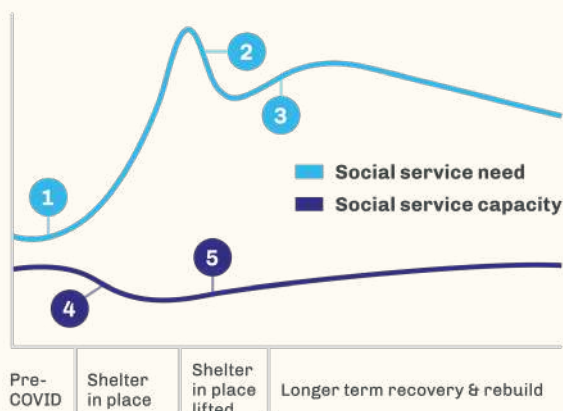 2
3
1
Social service need
Social service capacity
5
4
Pre-
COVID
Shelter
in place
Shelter
in place
lifted
Longer term recovery & rebuild